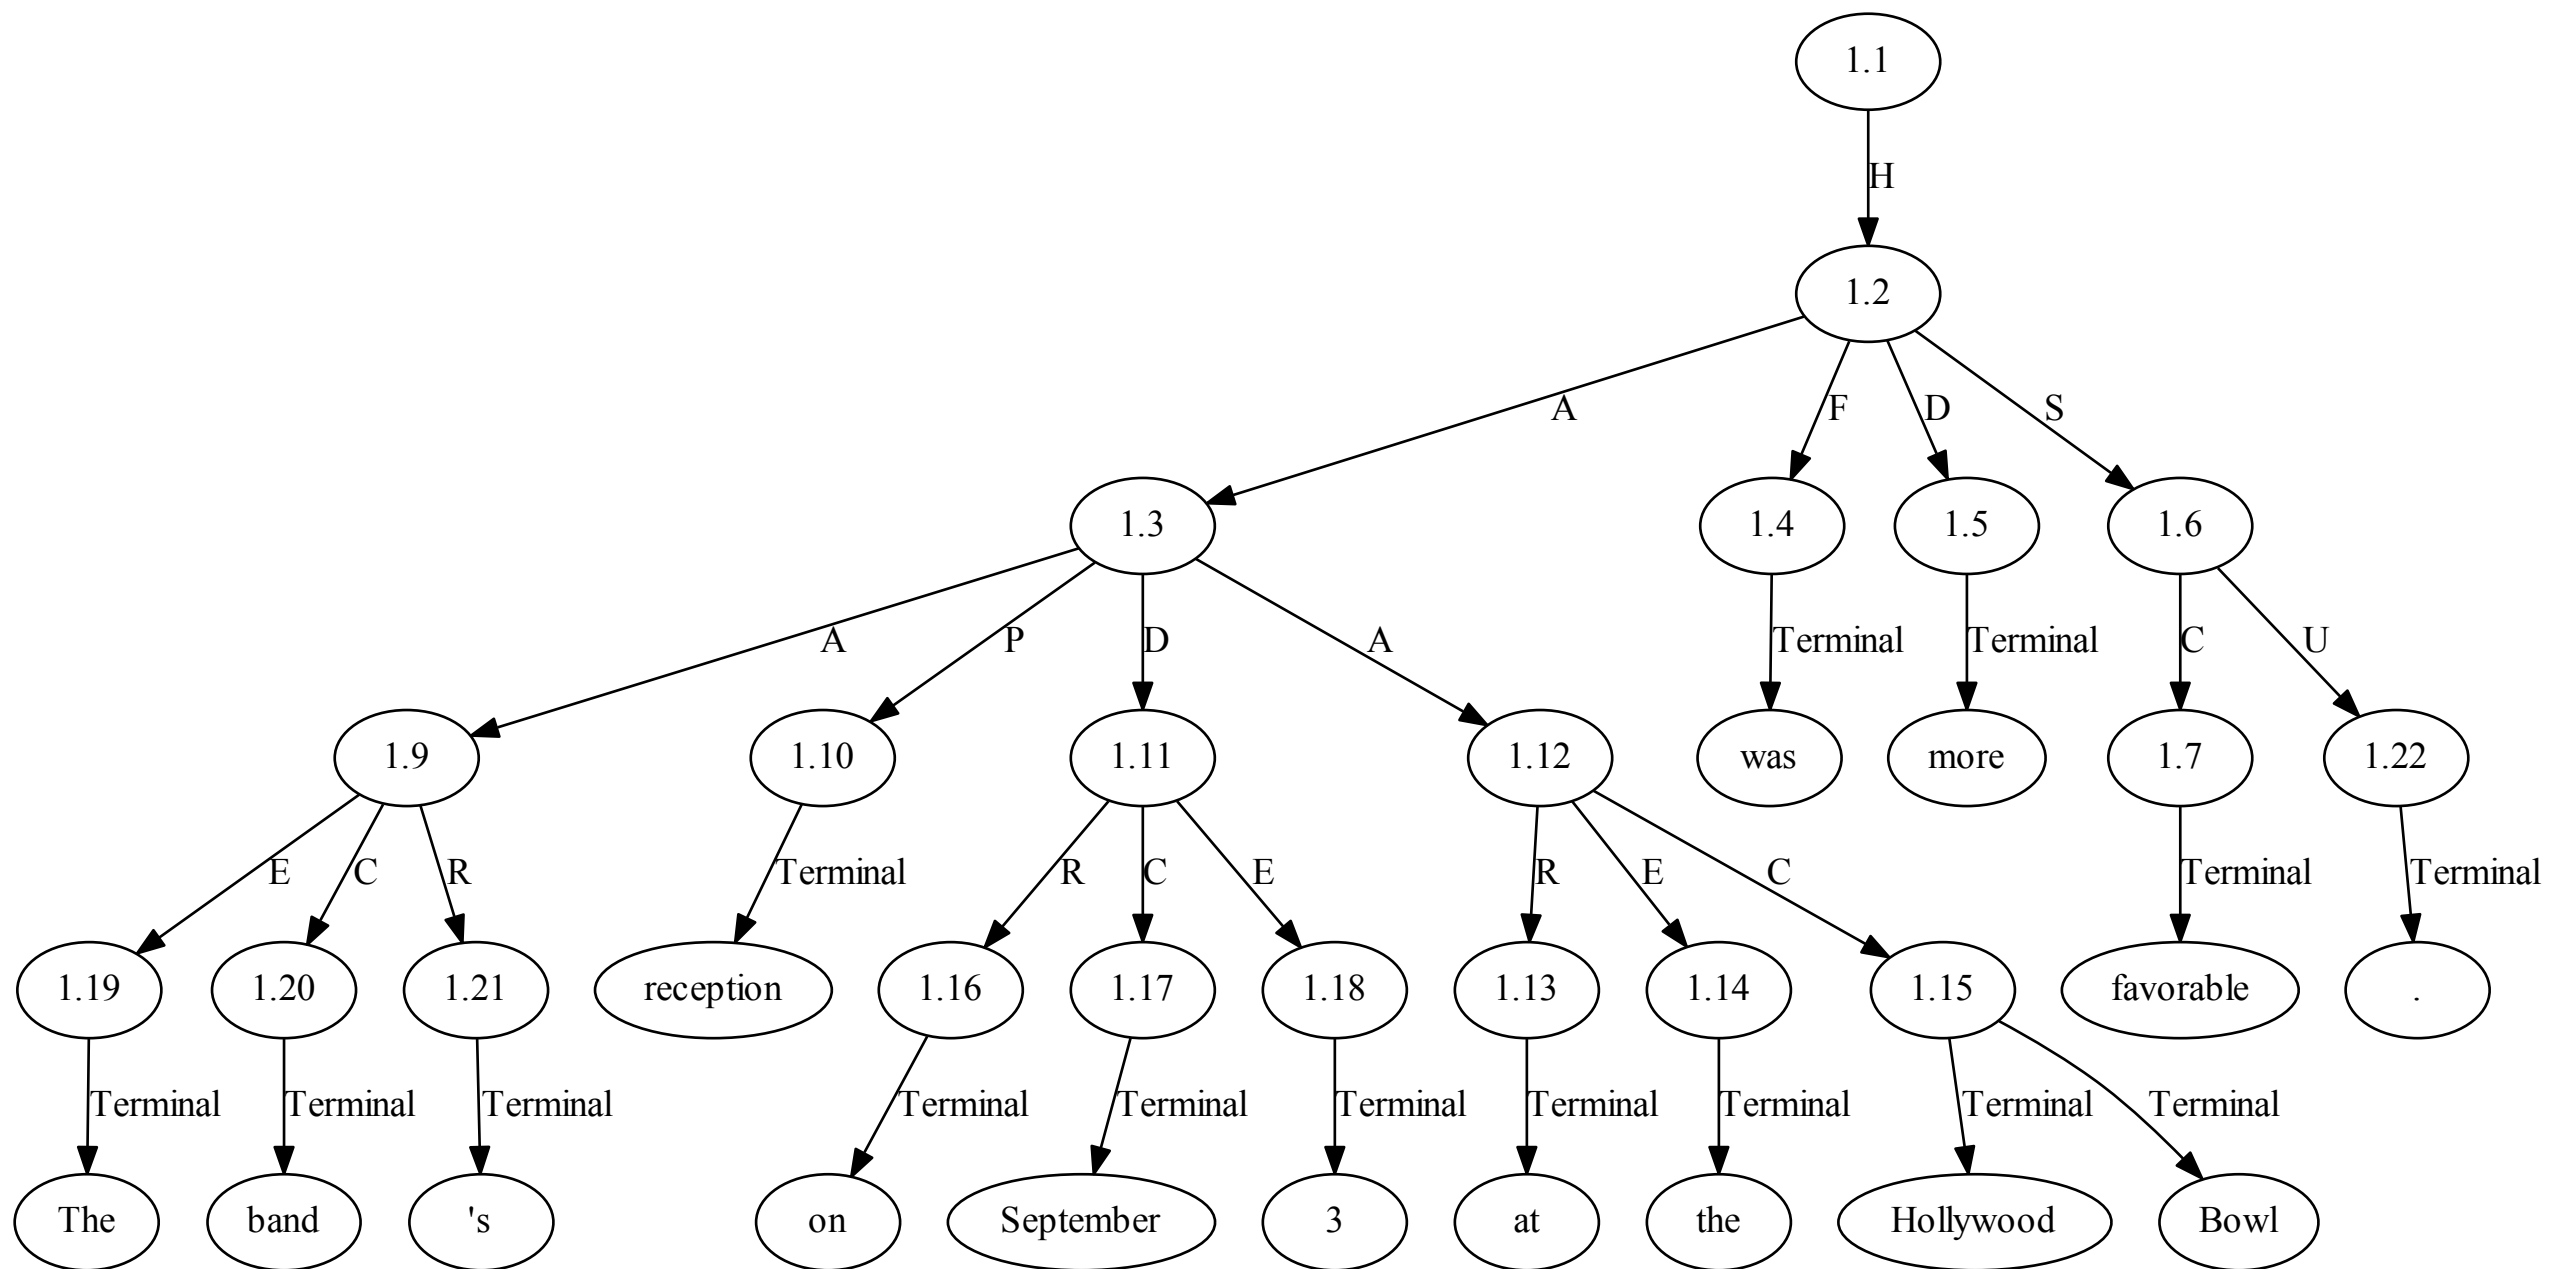 1.1
H
1.2
A F D S
1.3 1.4 1.5 1.6
A P D A Terminal Terminal C U
1.9 1.10 1.11 1.12 was more 1.7 1.22
E C R Terminal R C E R E C Terminal Terminal
1.19 1.20 1.21 reception 1.16 1.17 1.18 1.13 1.14 1.15 favorable .
Terminal Terminal Terminal Terminal Terminal Terminal Terminal Terminal Terminal Terminal
The band 's on September 3 at the Hollywood Bowl